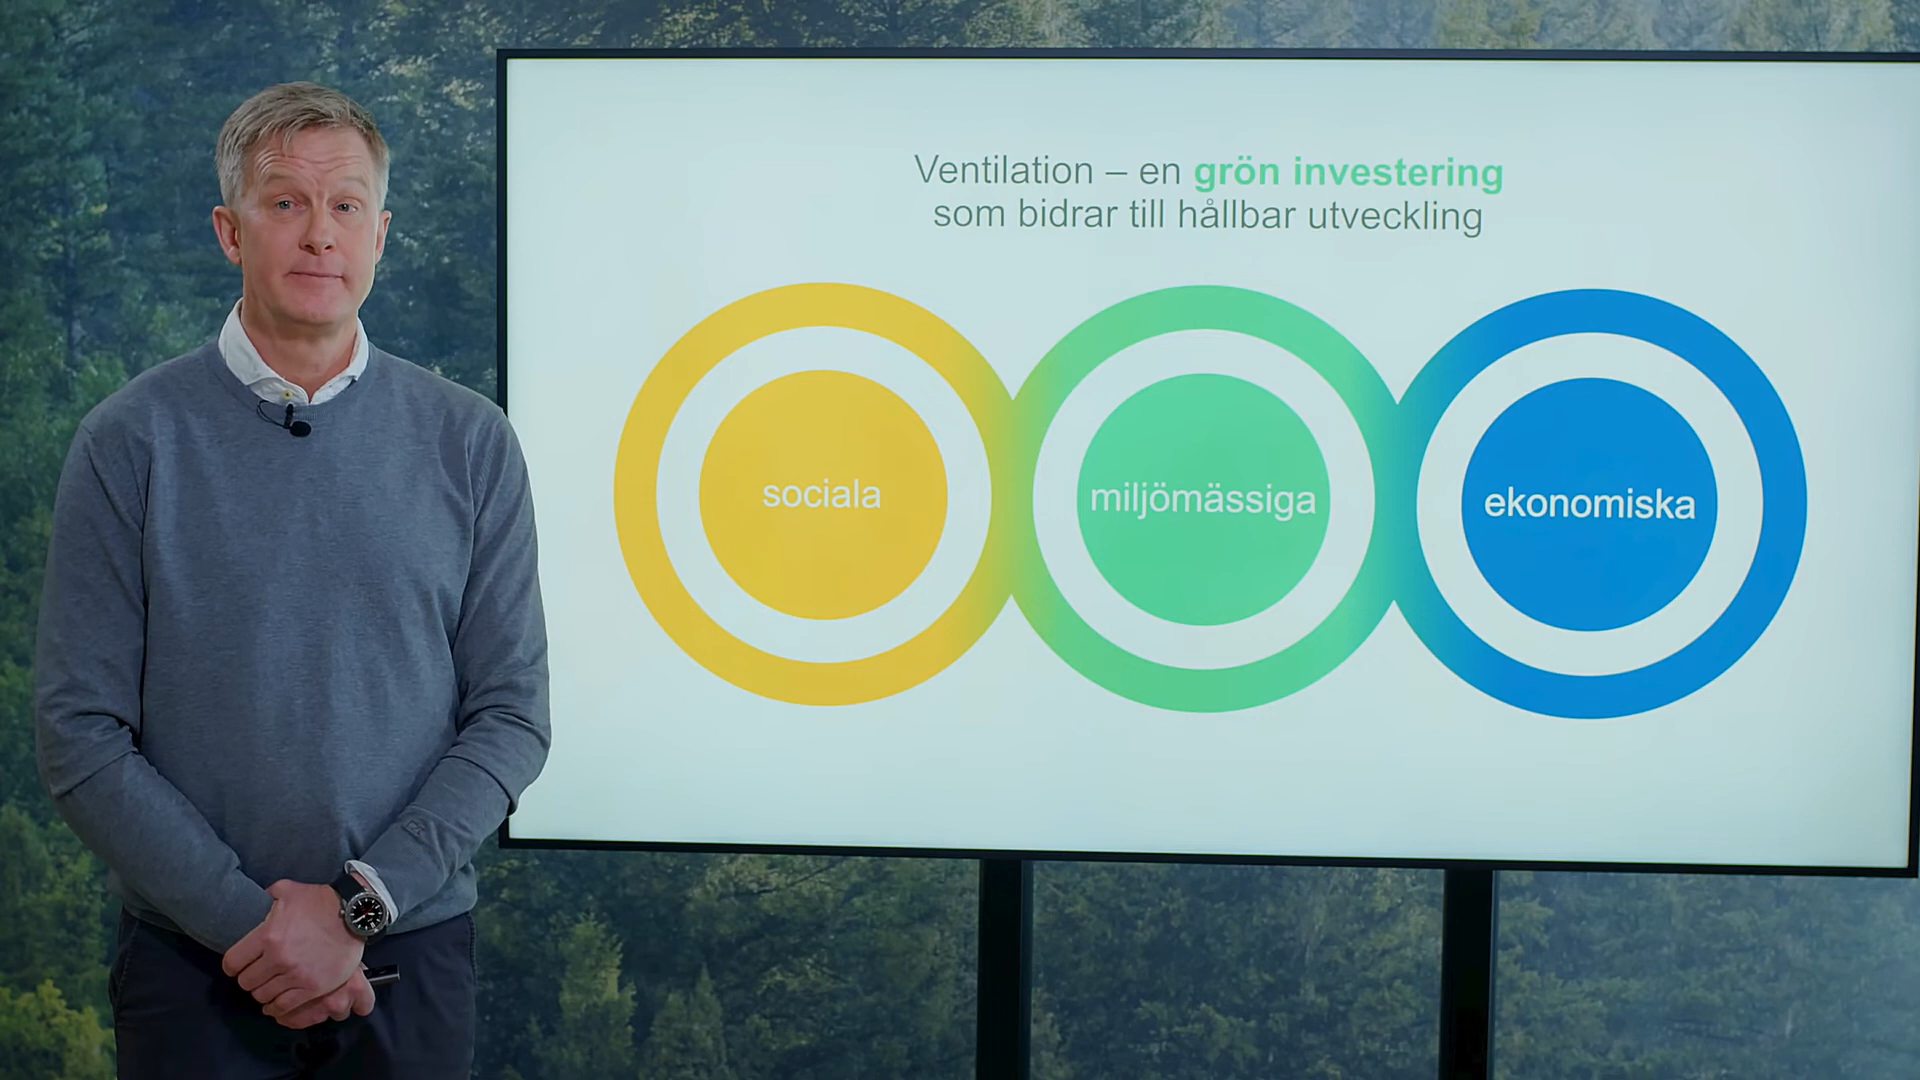 Ventilation – en grön investering
som bidrar till hållbar utveckling
sociala
miljömässiga
ekonomiska